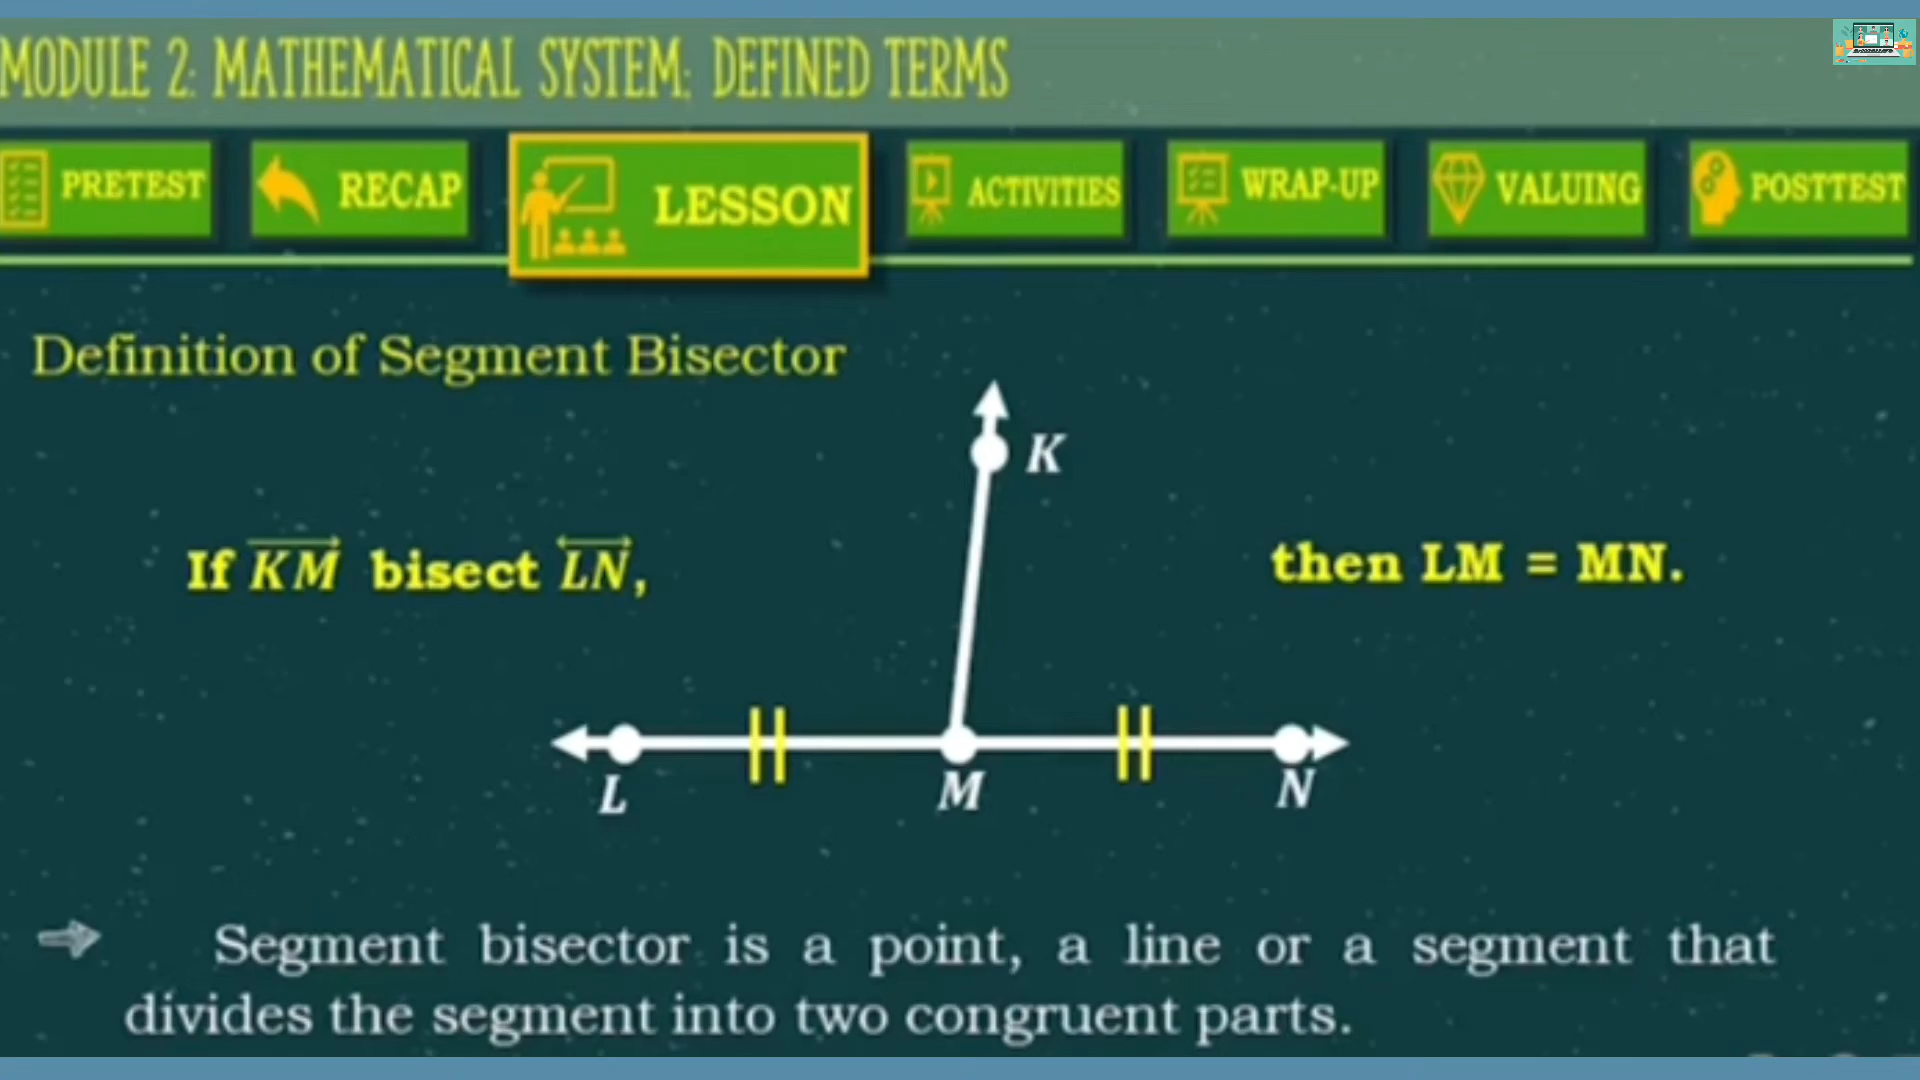 MODULE 2: MATHEMATICAL SYSTEM: DEFINED TERMS
PRETEST
RECAP
LESSON
ACTIVITIES
WRAP-UP
VALUING
POSTTEST
Definition of Segment Bisector
K
If KM bisect LN,
then LM = MN.
L
M
N
Segment bisector is a point, a line or a segment that
divides the segment into two congruent parts.